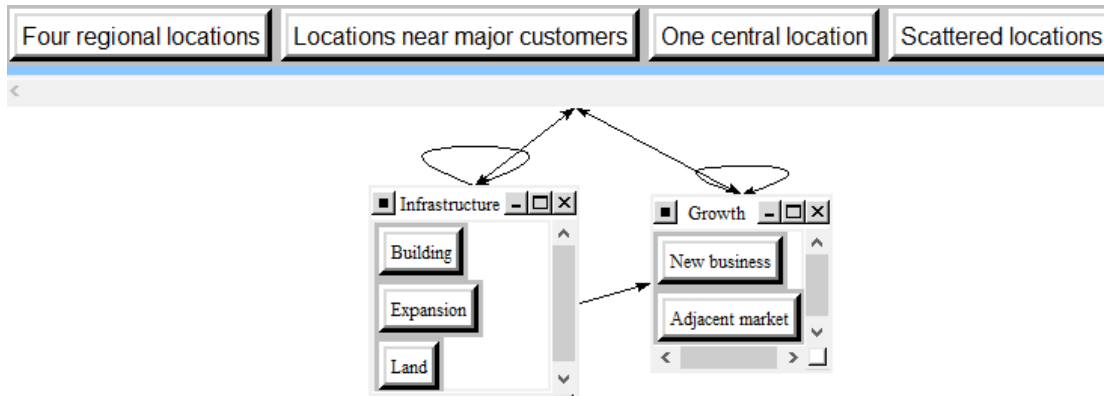 Four regional locations
Locations near major customers
One central location
Scattered locations
Infrastructure
Building
Expansion
Land
Growth
New business
Adjacent market